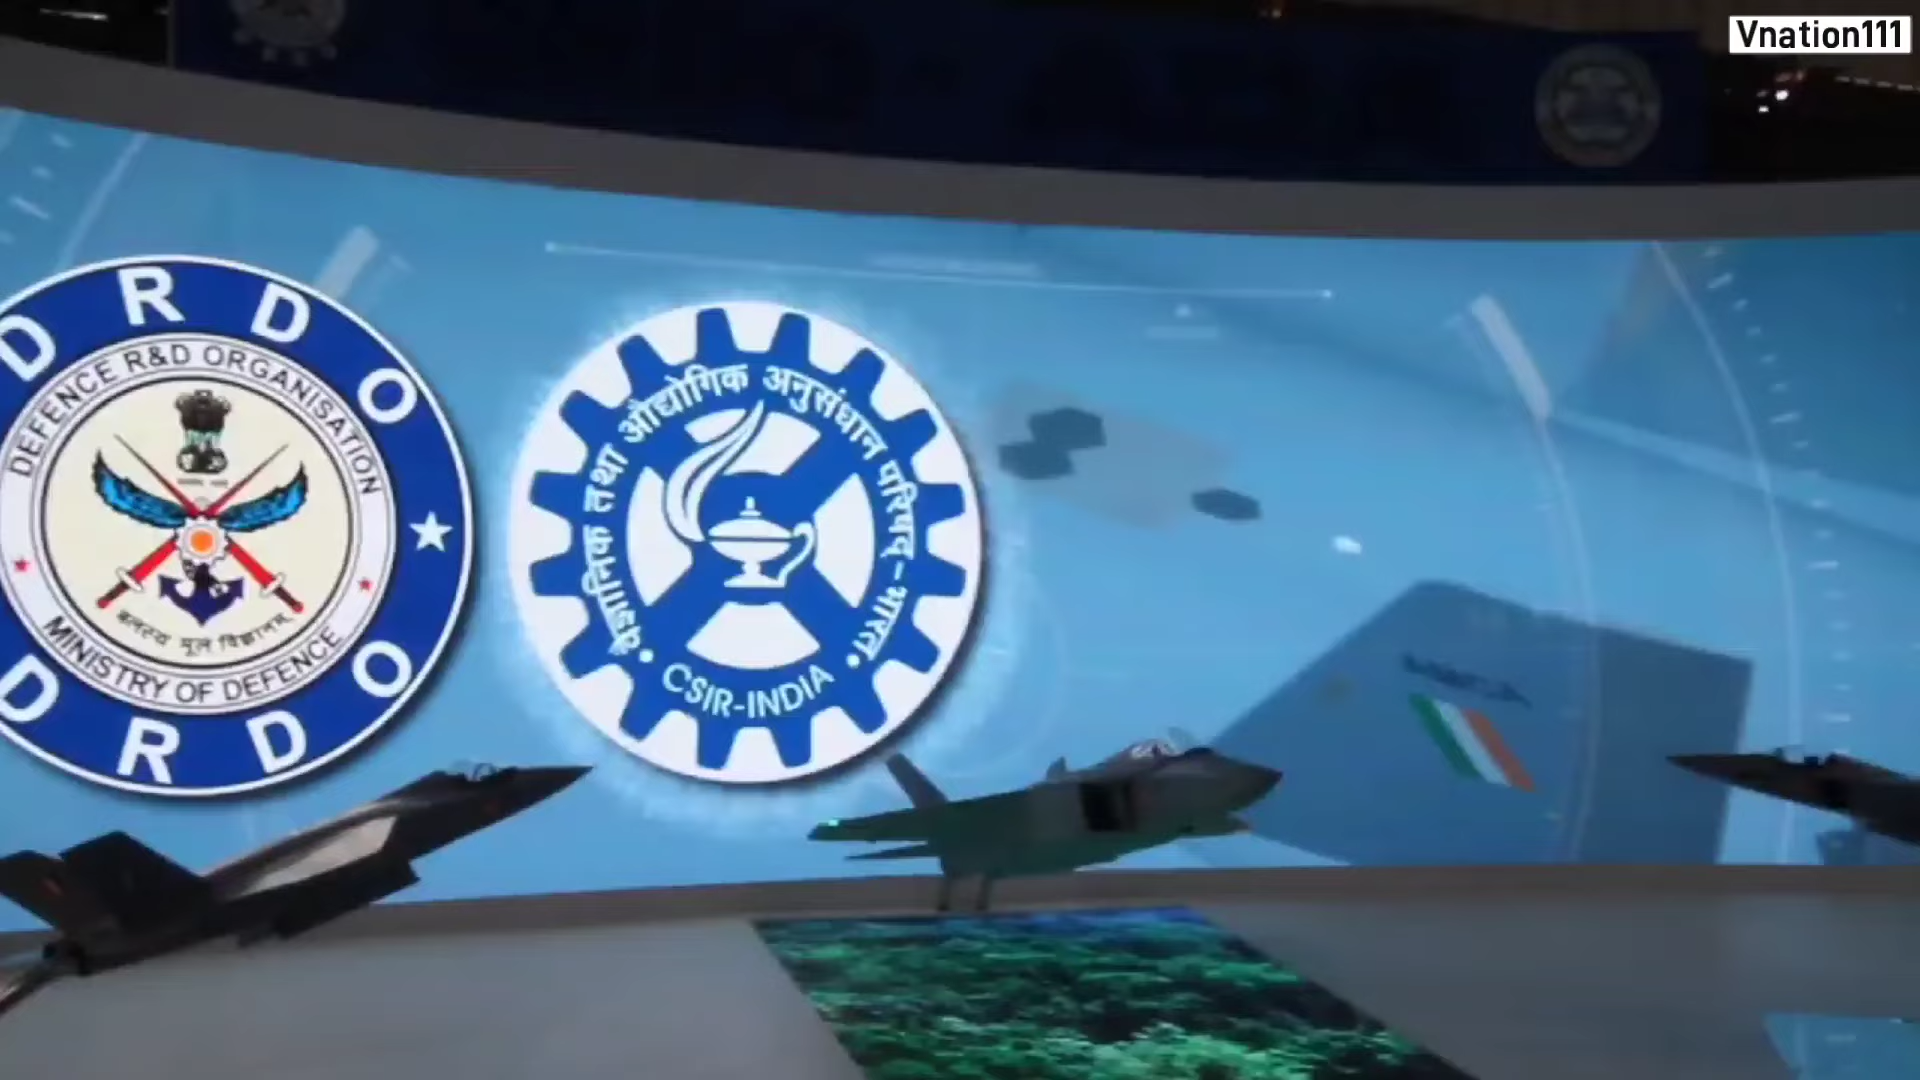 Vnation111
DRDO
DEFENCE R&D ORGANISATION
बलस्य मूलं विज्ञानम्
MINISTRY OF DEFENCE
DRDO
वैज्ञानिक तथा औद्योगिक अनुसंधान परिषद् - भारत
CSIR-INDIA